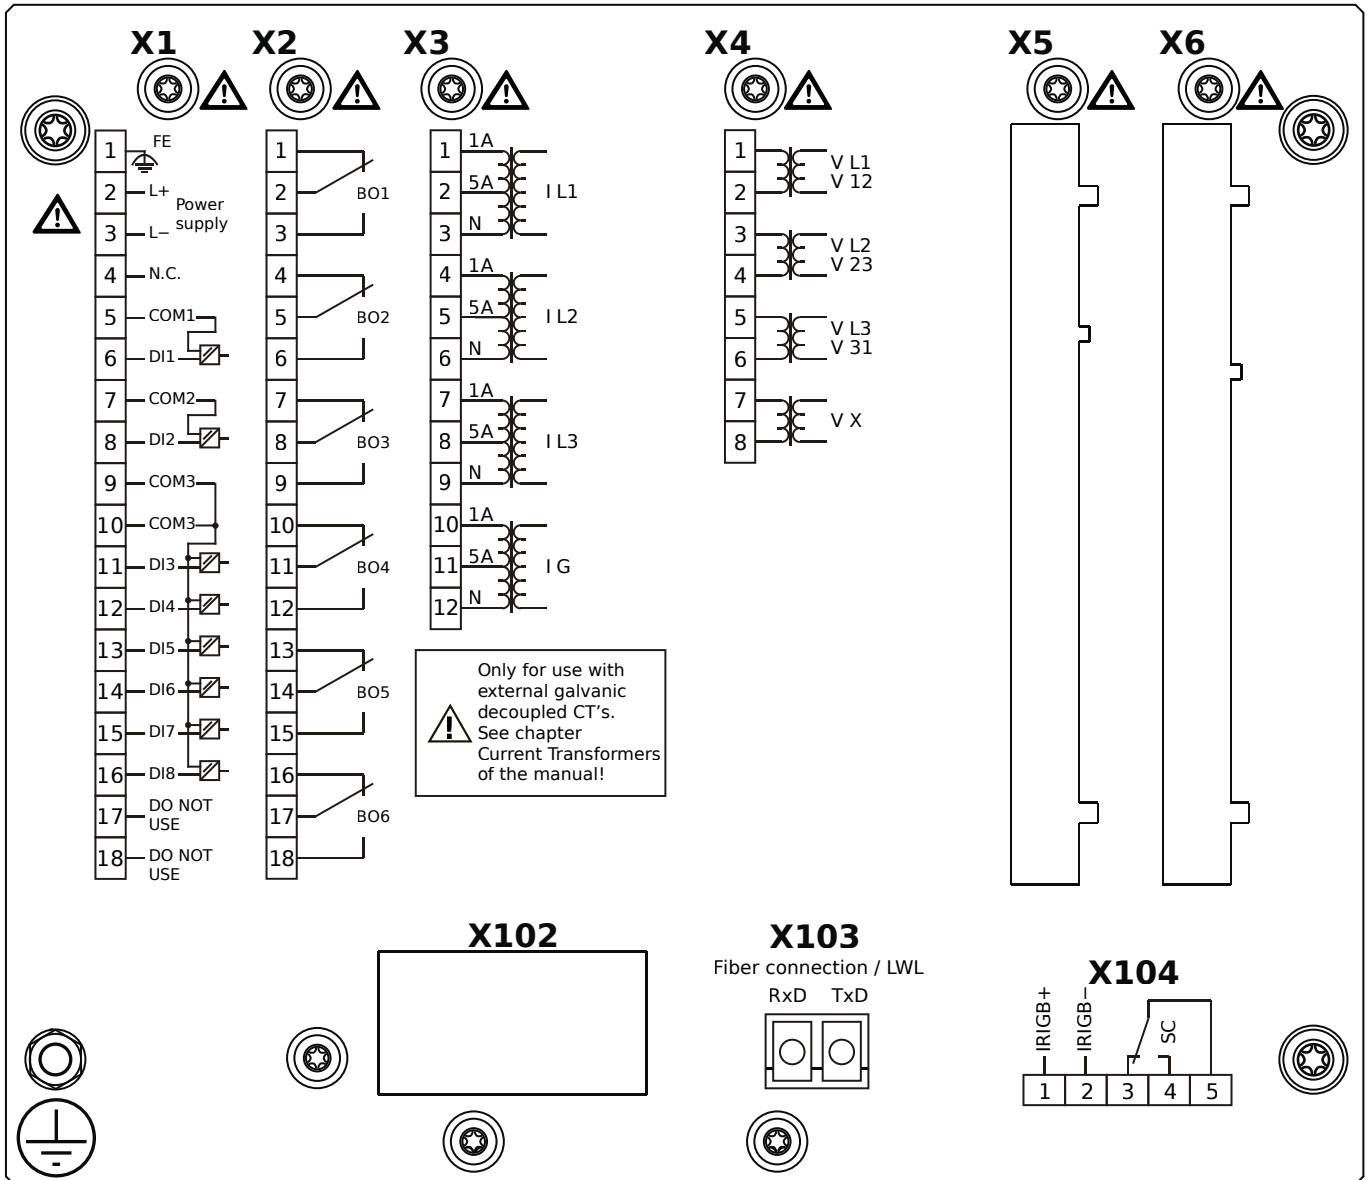 X1
X2
X3
X4
X5
X6
1 FE
2 L+
Power
supply
3 L−
4 N.C.
5 COM1
6 DI1
7 COM2
8 DI2
9 COM3
10 COM3
11 DI3
12 DI4
13 DI5
14 DI6
15 DI7
16 DI8
17 DO NOT
USE
18 DO NOT
USE
1
2 BO1
3
4
5 BO2
6
7
8 BO3
9
10
11 BO4
12
13
14 BO5
15
16
17 BO6
18
1 1A
2 5A I L1
3 N
4 1A
5 5A I L2
6 N
7 1A
8 5A I L3
9 N
10 1A
11 5A I G
12 N
Only for use with
external galvanic
decoupled CT's.
See chapter
Current Transformers
of the manual!
1 V L1
2 V 12
3 V L2
4 V 23
5 V L3
6 V 31
7 V X
8
X102
X103
Fiber connection / LWL
RxD TxD
X104
IRIGB+
IRIGB−
SC
1 2 3 4 5